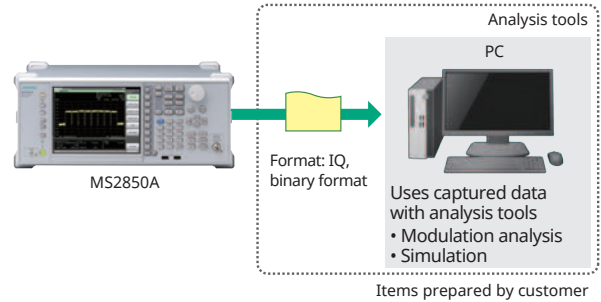 Analysis tools
PC
MS2850A
Format: IQ,
binary format
Uses captured data
with analysis tools
• Modulation analysis
• Simulation
Items prepared by customer